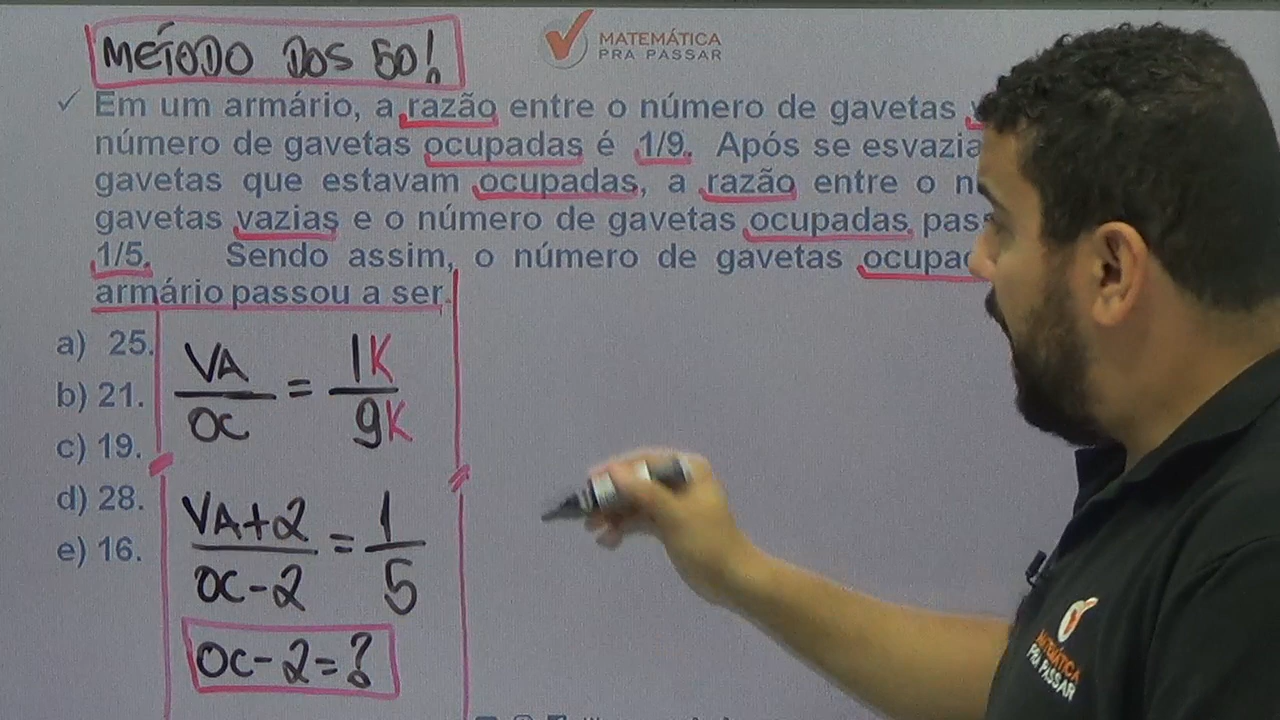 MÉTODO DOS 50!
MATEMÁTICA
PRA PASSAR
✓ Em um armário, a razão entre o número de gavetas
número de gavetas ocupadas é 1/9. Após se esvazia
gavetas que estavam ocupadas, a razão entre o n
gavetas vazias e o número de gavetas ocupadas pass
1/5. Sendo assim, o número de gavetas ocupad
armário passou a ser
a) 25.
b) 21.
c) 19.
d) 28.
e) 16.
VA/OC = 1K/9K
VA+2/OC-2 = 1/5
OC-2=?
MATEMÁTICA
PRA PASSAR